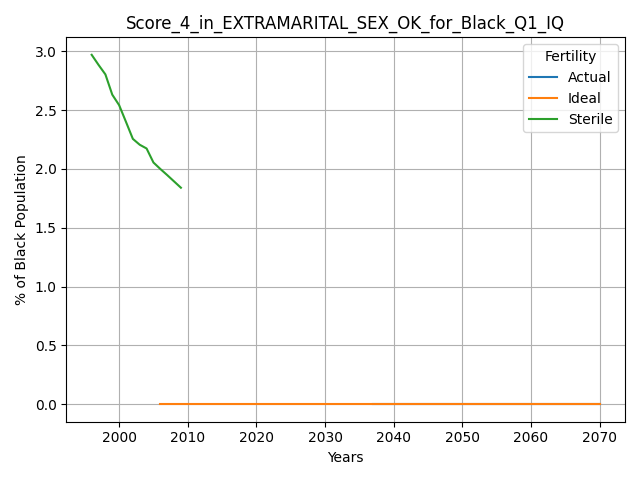 Score_4_in_EXTRAMARITAL_SEX_OK_for_Black_Q1_IQ
Fertility
Actual
Ideal
Sterile
% of Black Population
3.0
2.5
2.0
1.5
1.0
0.5
0.0
2000 2010 2020 2030 2040 2050 2060 2070
Years